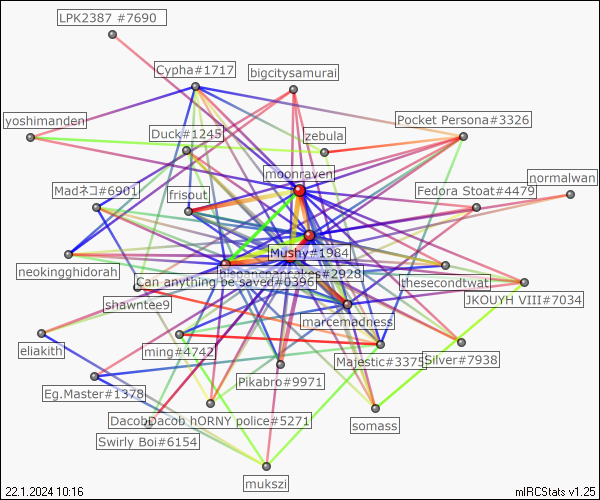 LPK2387 #7690
Cypha#1717
bigcitysamurai
yoshimanden
Pocket Persona#3326
Duck#1245
zebula
moonraven
Madネコ#6901
frisout
Fedora Stoat#4479
normalwan
Mushy#1984
neokingghidorah
hispancpancakes#2928
Can anything be saved#0396
thesecondtwat
shawntee9
JKOUYH VIII#7034
marcemadness
eliakith
ming#4742
Majestic#3375
Silver#7938
Pikabro#9971
Eg.Master#1378
DacobDacob hORNY police#5271
somass
Swirly Boi#6154
mukszi
22.1.2024 10:16
mIRCStats v1.25